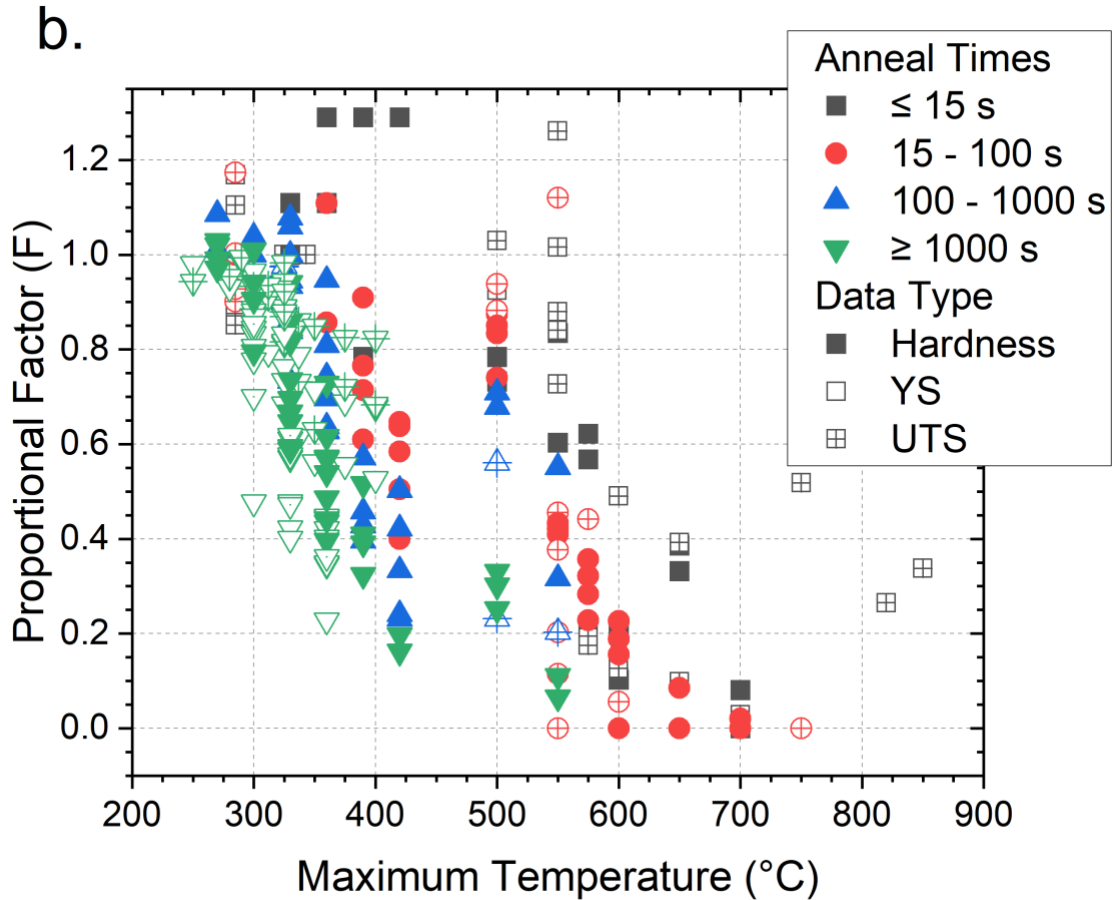 b.
Anneal Times
≤ 15 s
15 - 100 s
100 - 1000 s
≥ 1000 s
Data Type
Hardness
YS
UTS
Proportional Factor (F)
1.2
1.0
0.8
0.6
0.4
0.2
0.0
200 300 400 500 600 700 800 900
Maximum Temperature (°C)